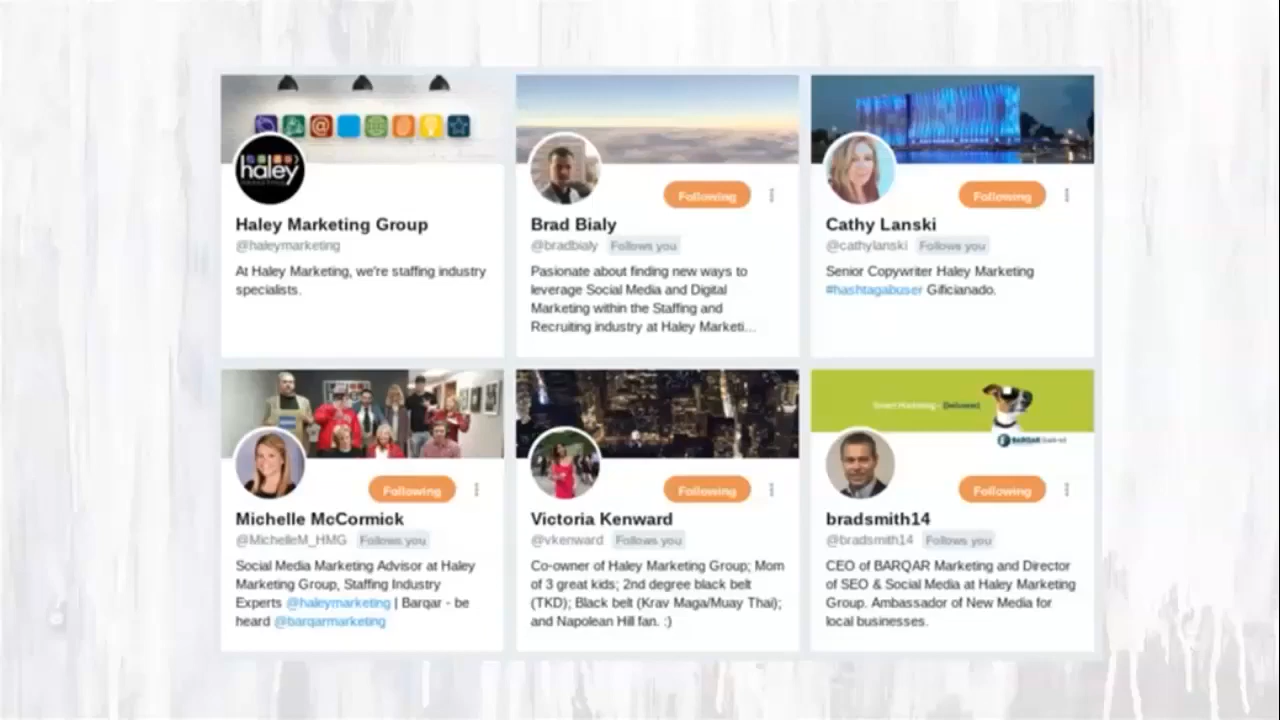 haley
Haley Marketing Group
@haleymarketing
At Haley Marketing, we're staffing industry
specialists.
Following
Brad Bialy
@bradbialy Follows you
Pasionate about finding new ways to
leverage Social Media and Digital
Marketing within the Staffing and
Recruiting industry at Haley Marketi...
Following
Cathy Lanski
@cathylanski Follows you
Senior Copywriter Haley Marketing
#hashtagabuser Gificianado.
Following
Michelle McCormick
@MichelleM_HMG Follows you
Social Media Marketing Advisor at Haley
Marketing Group, Staffing Industry
Experts @haleymarketing | Barqar - be
heard @barqarmarketing
Following
Victoria Kenward
@vkenward Follows you
Co-owner of Haley Marketing Group; Mom
of 3 great kids; 2nd degree black belt
(TKD); Black belt (Krav Maga/Muay Thai);
and Napolean Hill fan. :)
Smart Marketing - Delivered
BARQAR
Following
bradsmith14
@bradsmith14 Follows you
CEO of BARQAR Marketing and Director
of SEO & Social Media at Haley Marketing
Group. Ambassador of New Media for
local businesses.